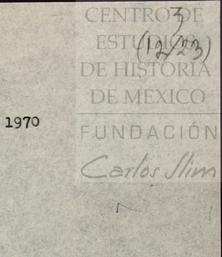 3
CENTRO DE
ESTUDIOS
(12/23)
DE HISTORIA
DE MEXICO
1970
FUNDACIÓN
Carlos Slim